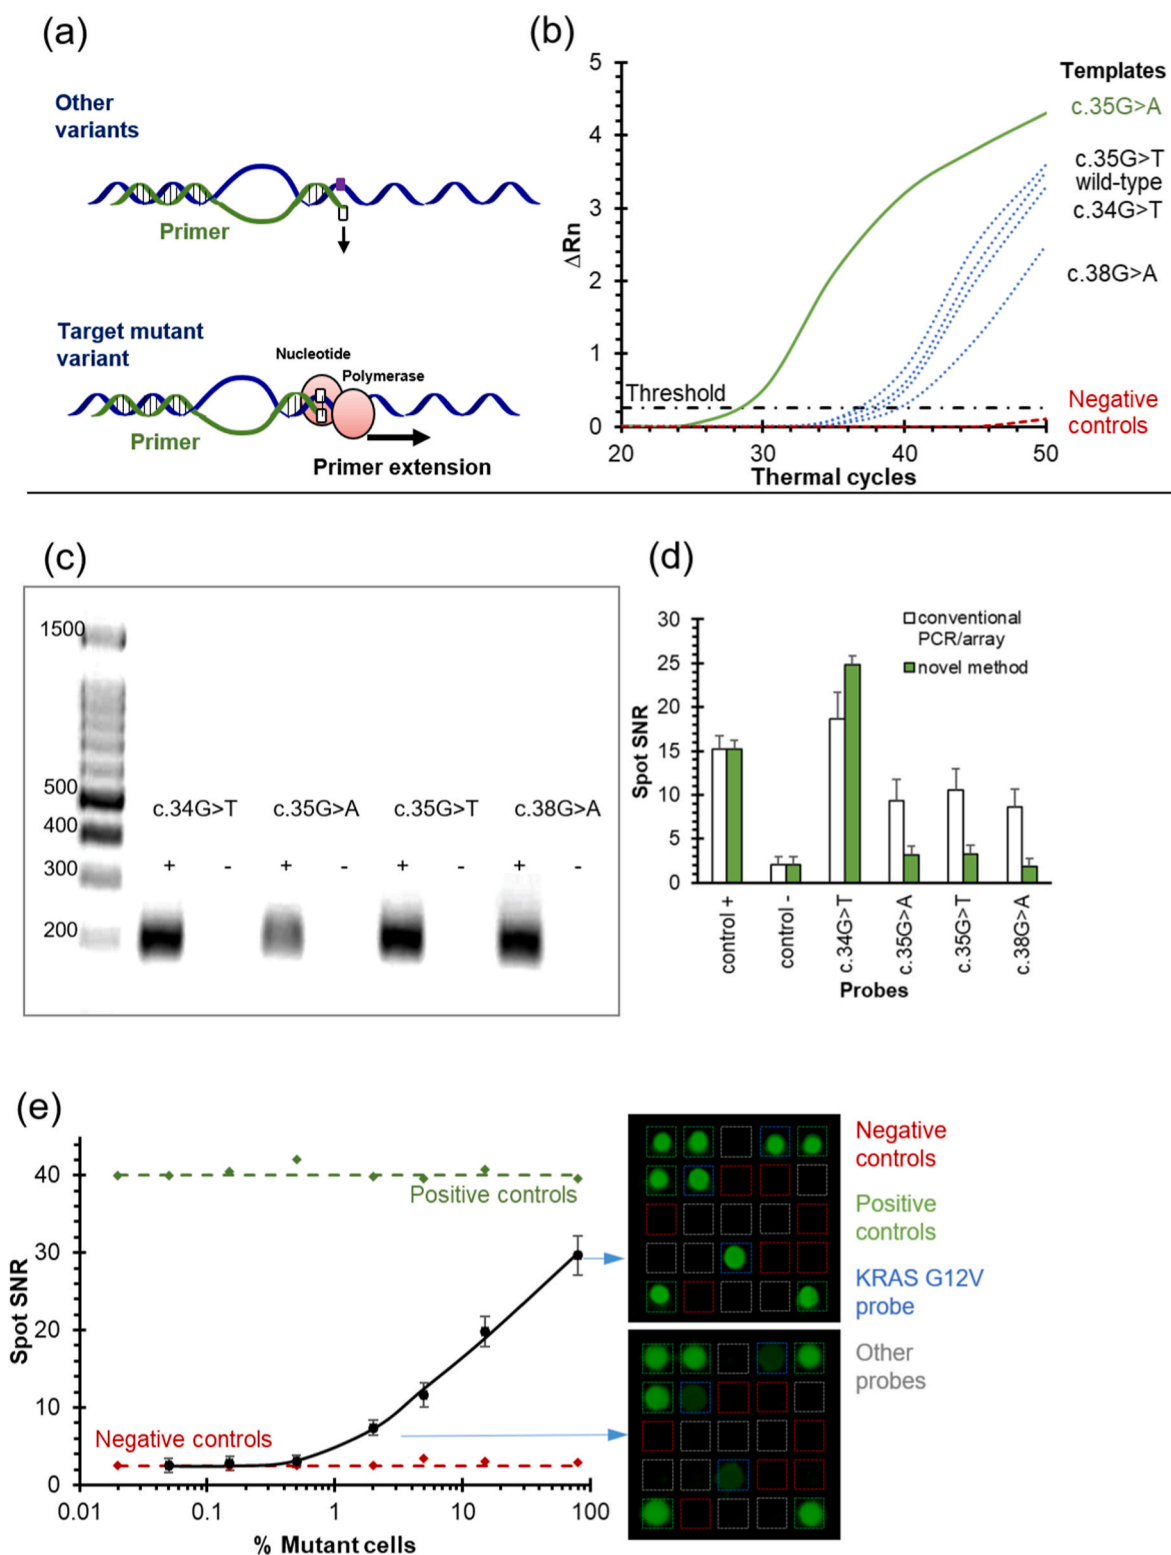 (a)
Other
variants
Primer
Target mutant
variant
Nucleotide
Polymerase
Primer
Primer extension
(b)
5
4
3
2
1
0
ΔRn
Threshold
20
30
40
50
Thermal cycles
Templates
c.35G>A
c.35G>T
wild-type
c.34G>T
c.38G>A
Negative
controls
(c)
1500
500
400
300
200
c.34G>T
c.35G>A
c.35G>T
c.38G>A
+ - + - + - + -
(d)
30
25
20
15
10
5
0
Spot SNR
conventional
PCR/array
novel method
control +
control -
c.34G>T
c.35G>A
c.35G>T
c.38G>A
Probes
(e)
40
30
20
10
0
Spot SNR
Positive controls
Negative controls
0.01
0.1
1
10
100
% Mutant cells
Negative
controls
Positive
controls
KRAS G12V
probe
Other
probes